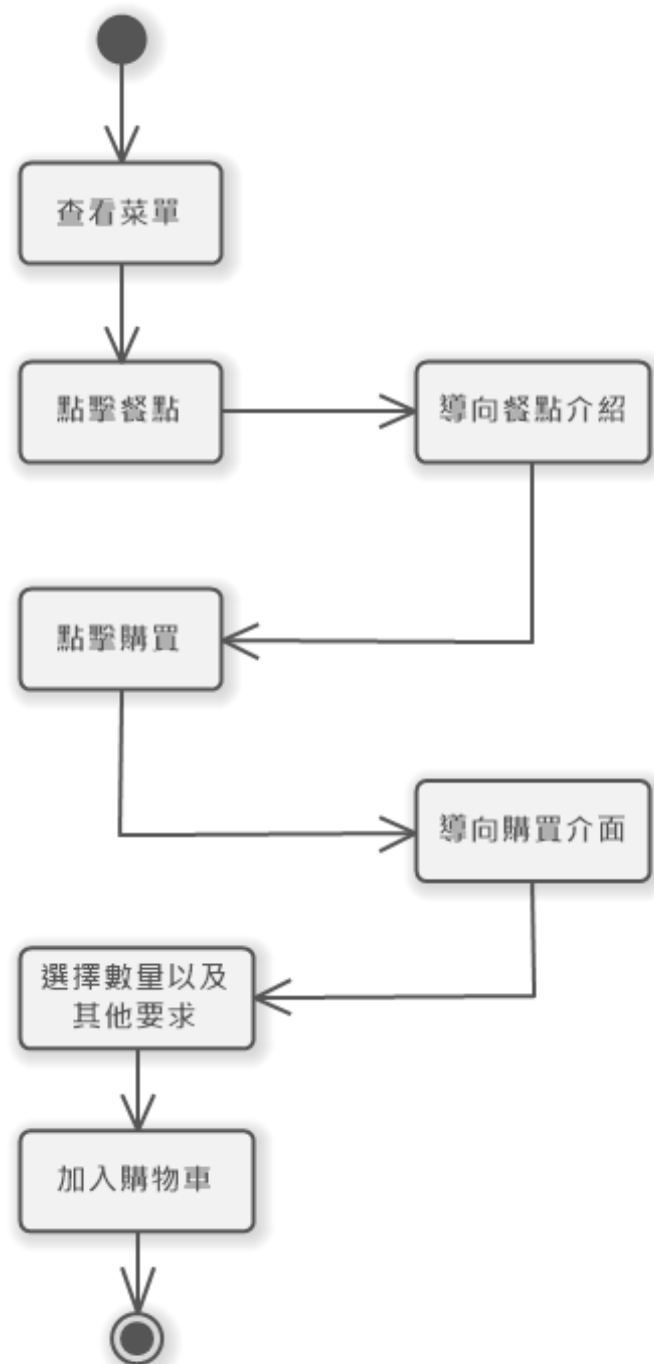 查看菜單
點擊餐點
導向餐點介紹
點擊購買
導向購買介面
選擇數量以及
其他要求
加入購物車